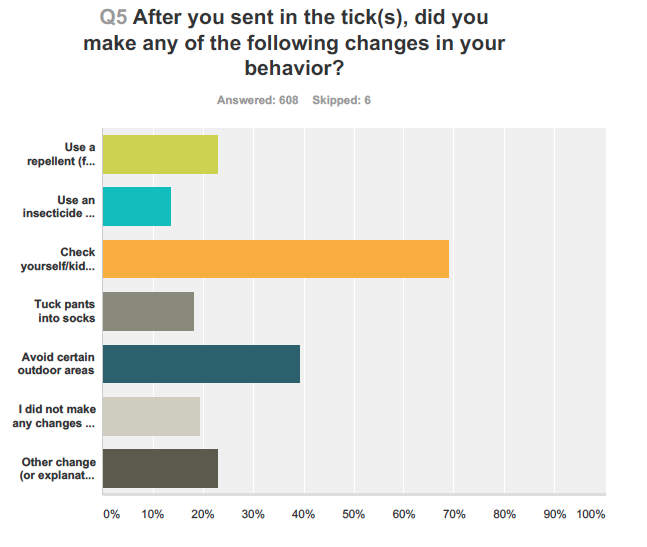 Q5 After you sent in the tick(s), did you
make any of the following changes in your
behavior?
Answered: 608 Skipped: 6
Use a
repellent (f...
Use an
insecticide ...
Check
yourself/kid...
Tuck pants
into socks
Avoid certain
outdoor areas
I did not make
any changes ...
Other change
(or explanat...
0% 10% 20% 30% 40% 50% 60% 70% 80% 90% 100%